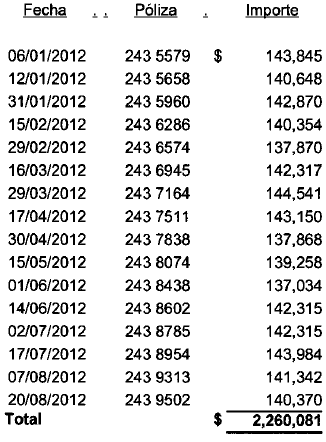 Fecha . . Póliza . Importe
06/01/2012 243 5579 $ 143,845
12/01/2012 243 5658 140,648
31/01/2012 243 5960 142,870
15/02/2012 243 6286 140,354
29/02/2012 243 6574 137,870
16/03/2012 243 6945 142,317
29/03/2012 243 7164 144,541
17/04/2012 243 7511 143,150
30/04/2012 243 7838 137,868
15/05/2012 243 8074 139,258
01/06/2012 243 8438 137,034
14/06/2012 243 8602 142,315
02/07/2012 243 8785 142,315
17/07/2012 243 8954 143,984
07/08/2012 243 9313 141,342
20/08/2012 243 9502 140,370
Total $ 2,260,081